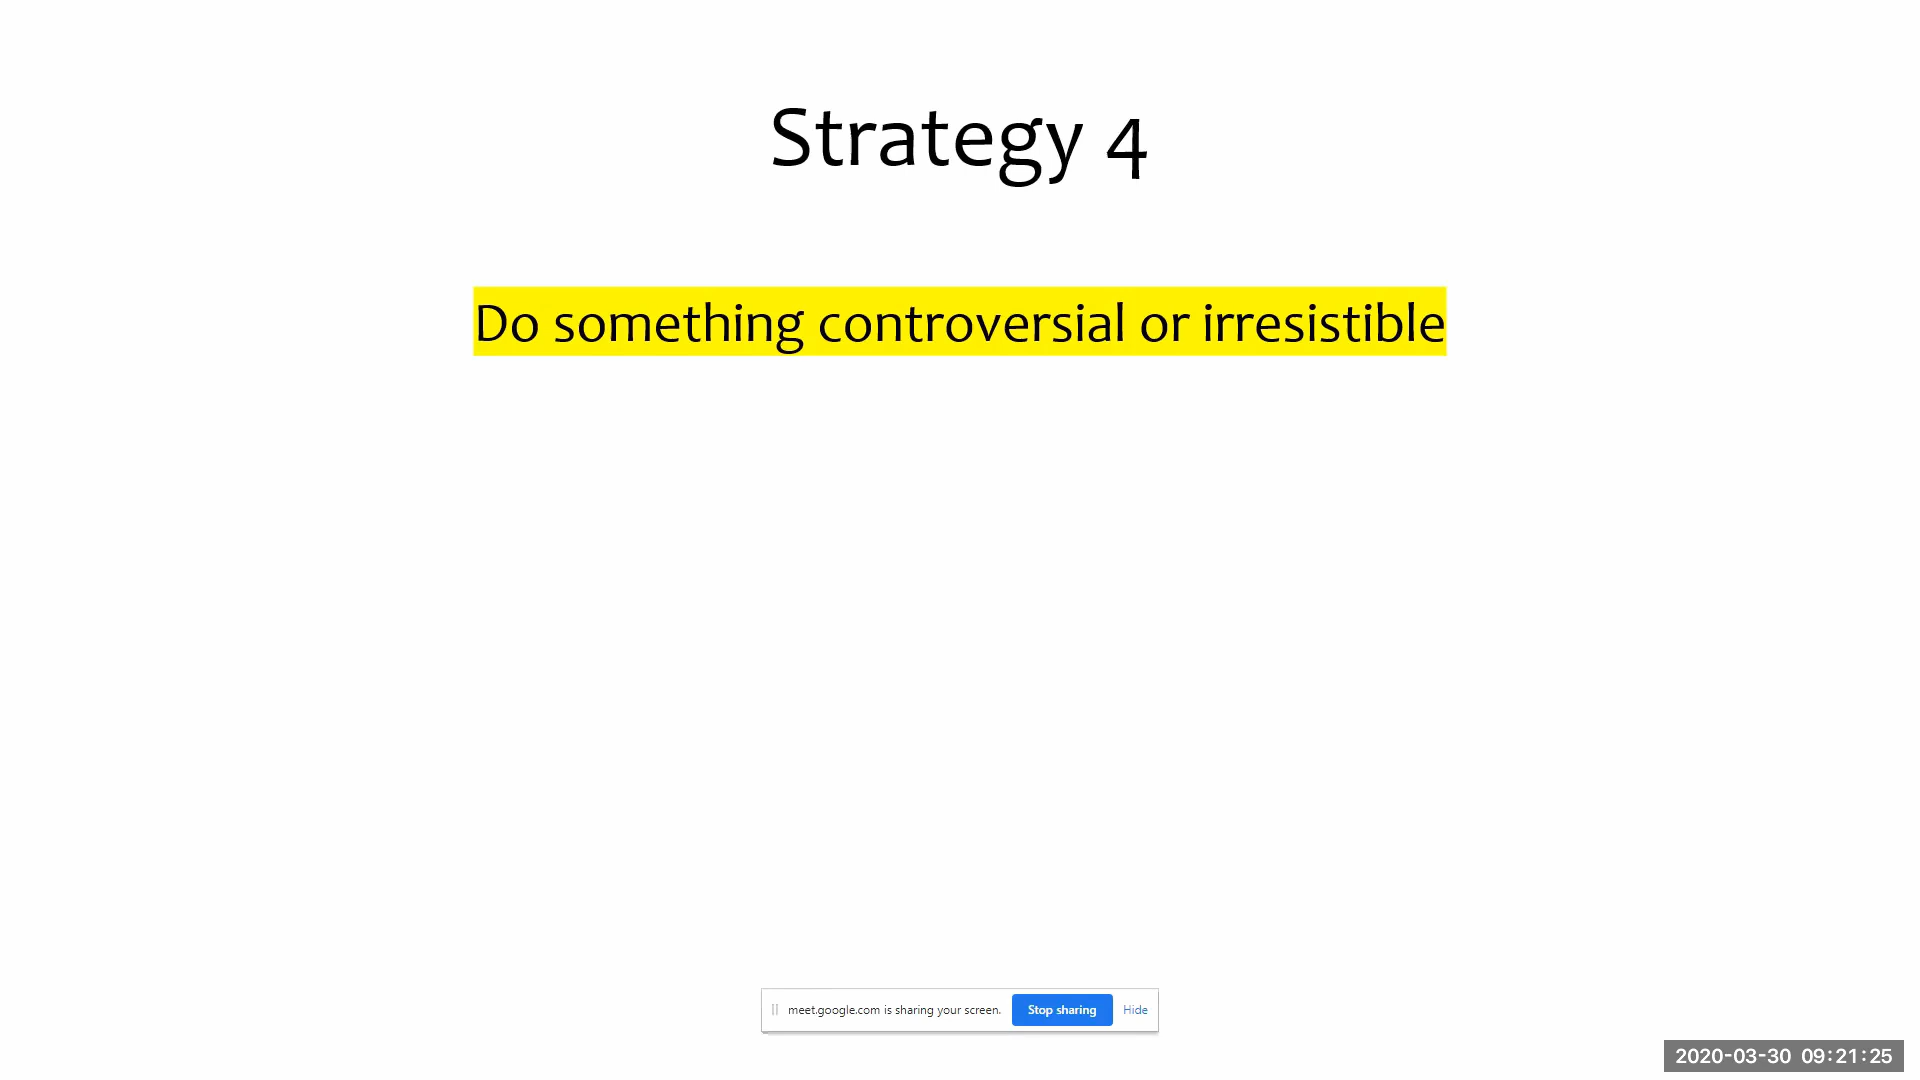 Strategy 4
Do something controversial or irresistible
meet.google.com is sharing your screen. Stop sharing Hide
2020-03-30 09:21:25